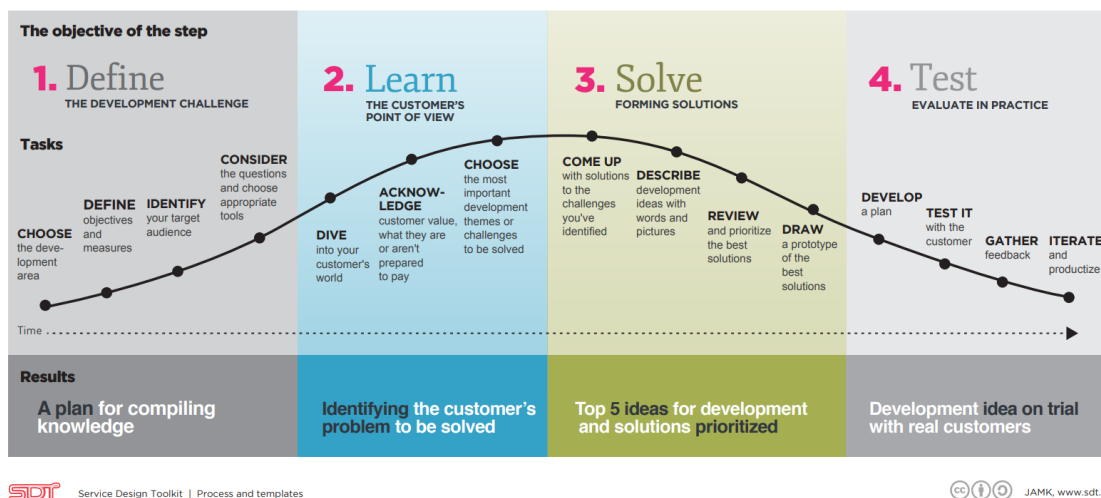 The objective of the step
1. Define
THE DEVELOPMENT CHALLENGE
2. Learn
THE CUSTOMER'S
POINT OF VIEW
3. Solve
FORMING SOLUTIONS
4. Test
EVALUATE IN PRACTICE
Tasks
CHOOSE
the deve-
lopment
area
DEFINE
objectives
and
measures
IDENTIFY
your target
audience
CONSIDER
the questions
and choose
appropriate
tools
DIVE
into your
customer's
world
ACKNOW-
LEDGE
customer value,
what they are
or aren't
prepared
to pay
CHOOSE
the most
important
development
themes or
challenges
to be solved
COME UP
with solutions
to the
challenges
you've
identified
DESCRIBE
development
ideas with
words and
pictures
REVIEW
and prioritize
the best
solutions
DRAW
a prototype
of the
best
solutions
DEVELOP
a plan
TEST IT
with the
customer
GATHER
feedback
ITERATE
and
productize
Time
Results
A plan for compiling
knowledge
Identifying the customer's
problem to be solved
Top 5 ideas for development
and solutions prioritized
Development idea on trial
with real customers
SDT
Service Design Toolkit | Process and templates
cc
JAMK, www.sdt.